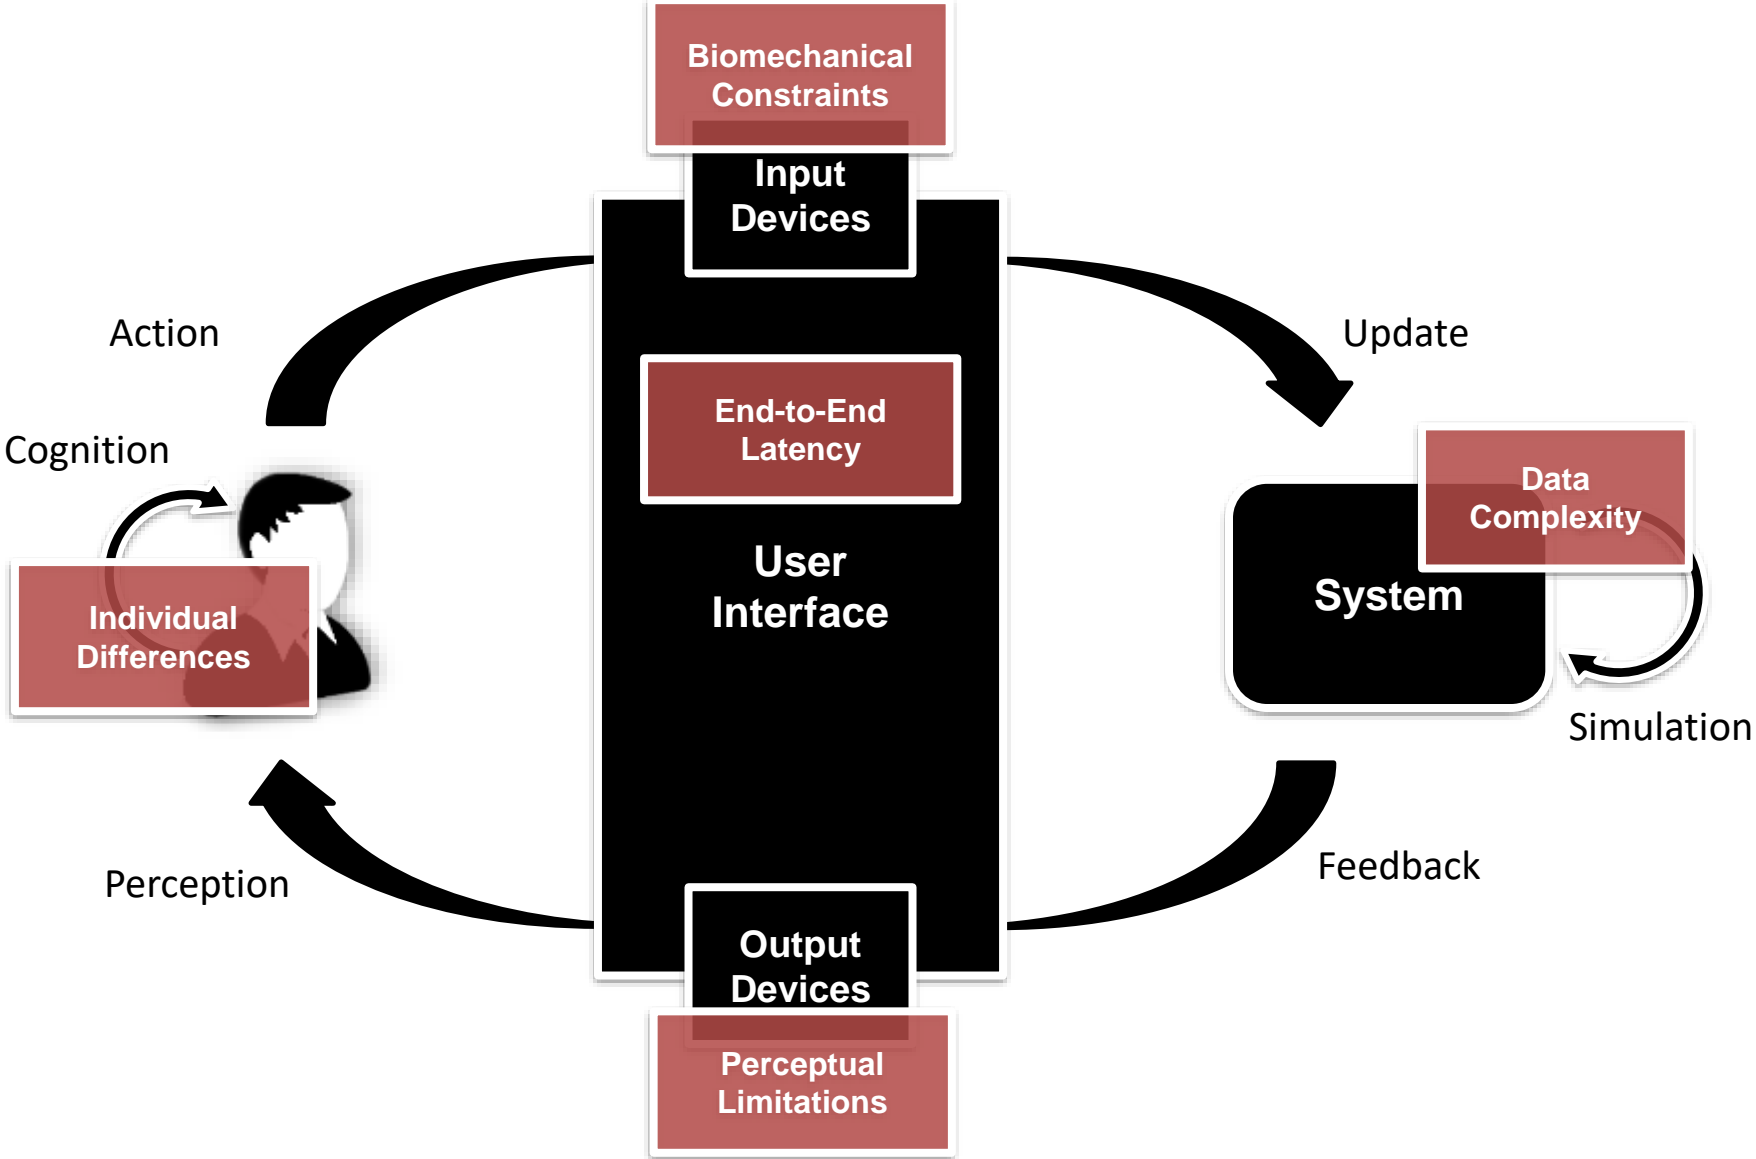 Biomechanical
Constraints
Input
Devices
Action
Update
End-to-End
Latency
Cognition
Data
Complexity
User
Interface
System
Individual
Differences
Simulation
Perception
Feedback
Output
Devices
Perceptual
Limitations